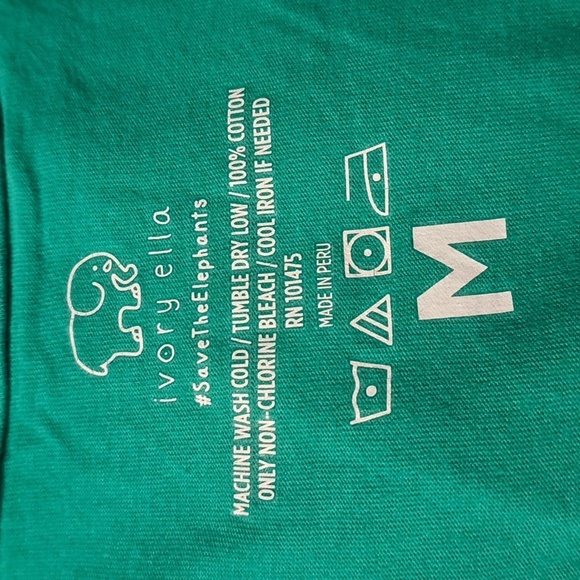 ivory ella
#SaveTheElephants
MACHINE WASH COLD / TUMBLE DRY LOW / 100% COTTON
ONLY NON-CHLORINE BLEACH / COOL IRON IF NEEDED
RN 101475
MADE IN PERU
M